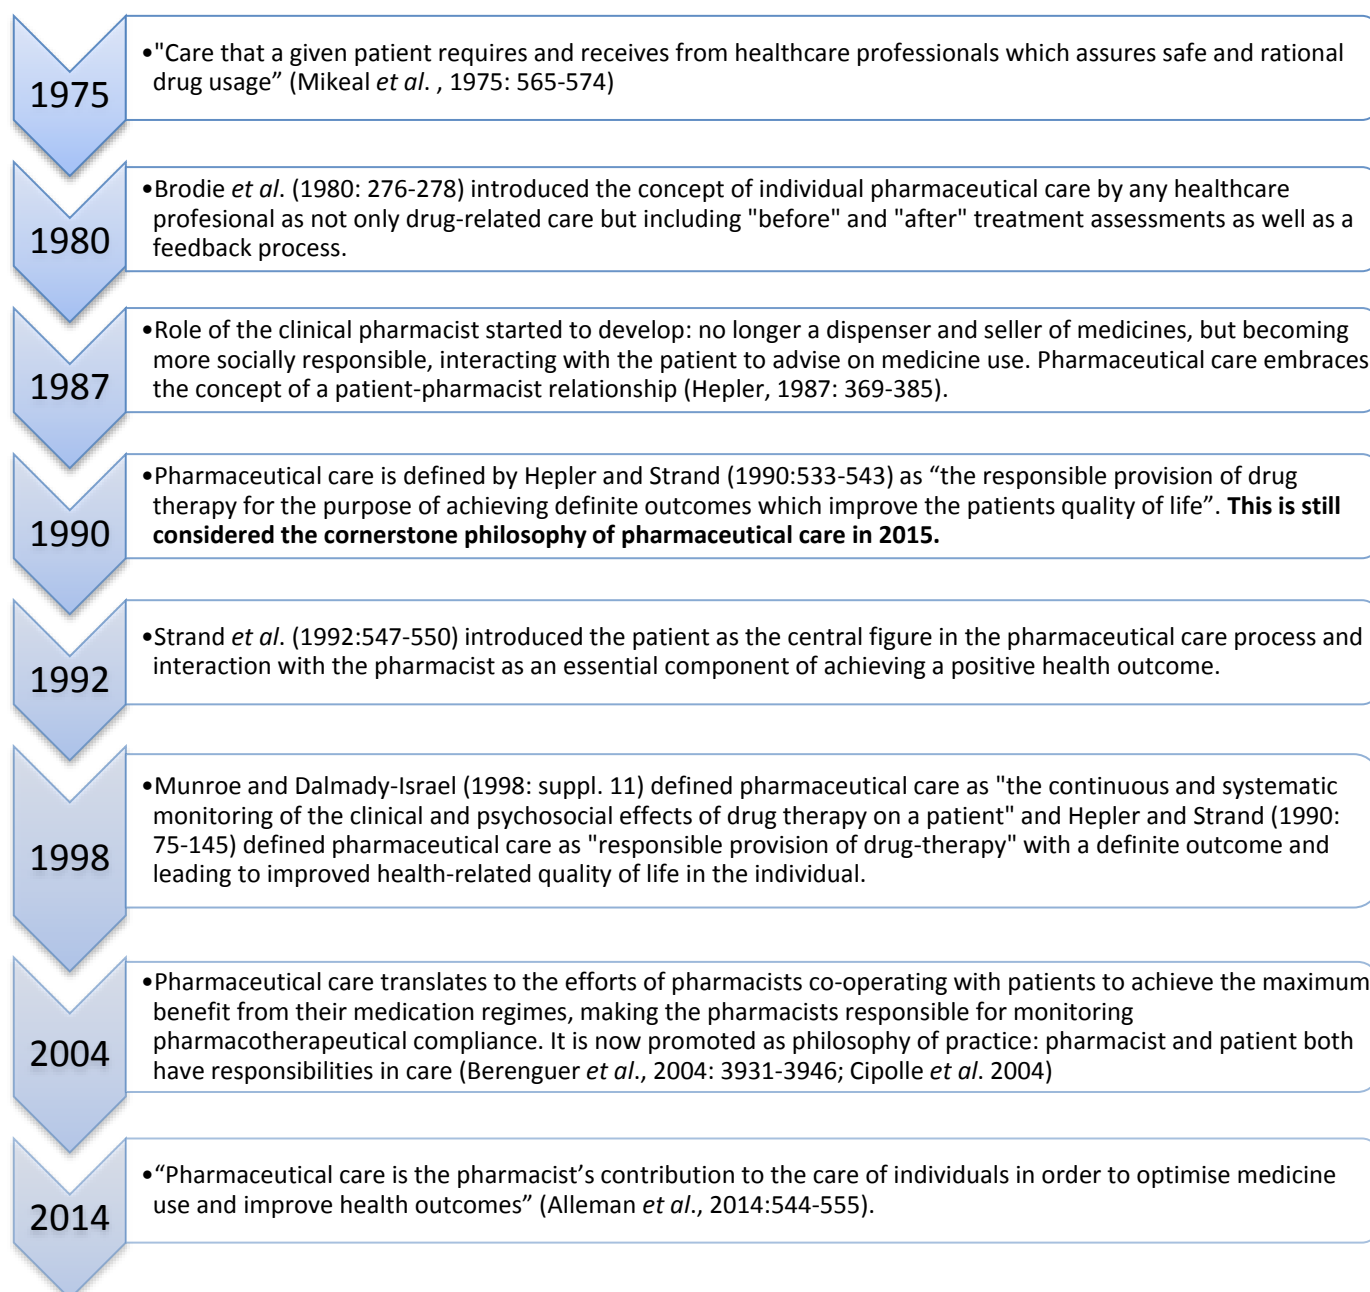 1975
•"Care that a given patient requires and receives from healthcare professionals which assures safe and rational
drug usage” (Mikeal et al. , 1975: 565-574)
1980
•Brodie et al. (1980: 276-278) introduced the concept of individual pharmaceutical care by any healthcare
profesional as not only drug-related care but including "before" and "after" treatment assessments as well as a
feedback process.
1987
•Role of the clinical pharmacist started to develop: no longer a dispenser and seller of medicines, but becoming
more socially responsible, interacting with the patient to advise on medicine use. Pharmaceutical care embraces
the concept of a patient-pharmacist relationship (Hepler, 1987: 369-385).
1990
•Pharmaceutical care is defined by Hepler and Strand (1990:533-543) as “the responsible provision of drug
therapy for the purpose of achieving definite outcomes which improve the patients quality of life”. This is still
considered the cornerstone philosophy of pharmaceutical care in 2015.
1992
•Strand et al. (1992:547-550) introduced the patient as the central figure in the pharmaceutical care process and
interaction with the pharmacist as an essential component of achieving a positive health outcome.
1998
•Munroe and Dalmady-Israel (1998: suppl. 11) defined pharmaceutical care as "the continuous and systematic
monitoring of the clinical and psychosocial effects of drug therapy on a patient" and Hepler and Strand (1990:
75-145) defined pharmaceutical care as "responsible provision of drug-therapy" with a definite outcome and
leading to improved health-related quality of life in the individual.
2004
•Pharmaceutical care translates to the efforts of pharmacists co-operating with patients to achieve the maximum
benefit from their medication regimes, making the pharmacists responsible for monitoring
pharmacotherapeutical compliance. It is now promoted as philosophy of practice: pharmacist and patient both
have responsibilities in care (Berenguer et al., 2004: 3931-3946; Cipolle et al. 2004)
2014
•“Pharmaceutical care is the pharmacist’s contribution to the care of individuals in order to optimise medicine
use and improve health outcomes” (Alleman et al., 2014:544-555).